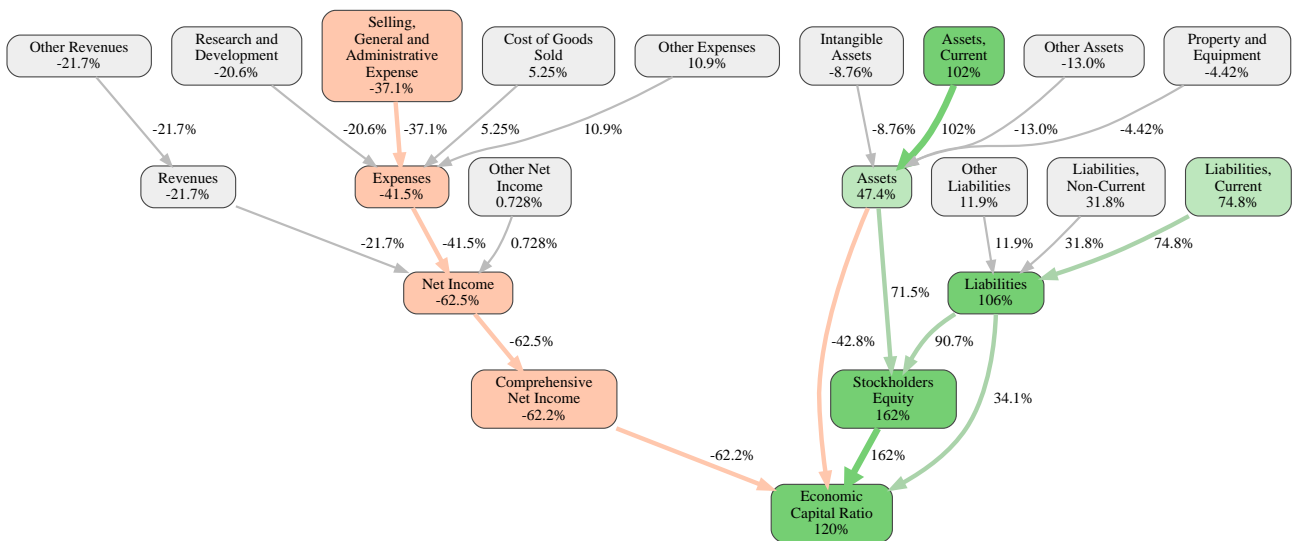 Other Revenues
-21.7%
Research and
Development
-20.6%
Selling,
General and
Administrative
Expense
-37.1%
Cost of Goods
Sold
5.25%
Other Expenses
10.9%
Intangible
Assets
-8.76%
Assets,
Current
102%
Other Assets
-13.0%
Property and
Equipment
-4.42%
-21.7%
-20.6%
-37.1%
5.25%
10.9%
-8.76%
102%
-13.0%
-4.42%
Revenues
-21.7%
Expenses
-41.5%
Other Net
Income
0.728%
Assets
47.4%
Other
Liabilities
11.9%
Liabilities,
Non-Current
31.8%
Liabilities,
Current
74.8%
-21.7%
-41.5%
0.728%
11.9%
31.8%
74.8%
Net Income
-62.5%
71.5%
Liabilities
106%
-62.5%
-42.8%
90.7%
Comprehensive
Net Income
-62.2%
Stockholders
Equity
162%
34.1%
-62.2%
162%
Economic
Capital Ratio
120%